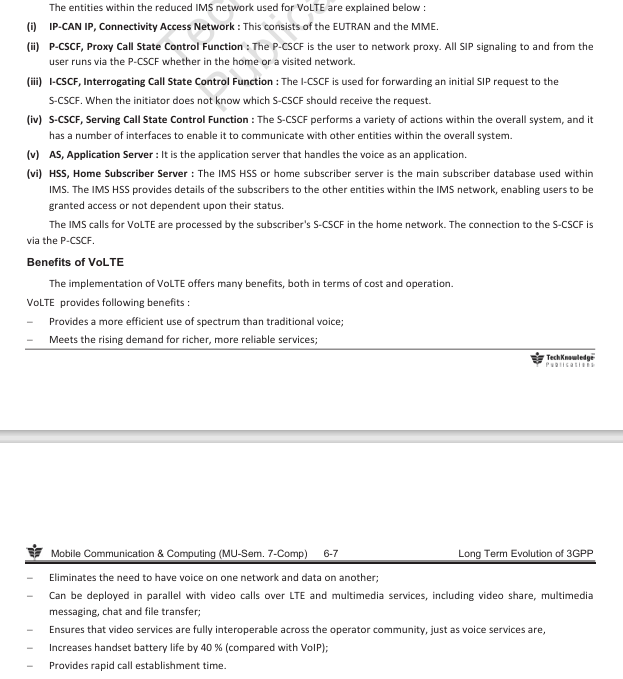 The entities within the reduced IMS network used for VoLTE are explained below :
(i) IP-CAN IP, Connectivity Access Network : This consists of the EUTRAN and the MME.
(ii) P-CSCF, Proxy Call State Control Function : The P-CSCF is the user to network proxy. All SIP signaling to and from the
user runs via the P-CSCF whether in the home or a visited network.
(iii) I-CSCF, Interrogating Call State Control Function : The I-CSCF is used for forwarding an initial SIP request to the
S-CSCF. When the initiator does not know which S-CSCF should receive the request.
(iv) S-CSCF, Serving Call State Control Function : The S-CSCF performs a variety of actions within the overall system, and it
has a number of interfaces to enable it to communicate with other entities within the overall system.
(v) AS, Application Server : It is the application server that handles the voice as an application.
(vi) HSS, Home Subscriber Server : The IMS HSS or home subscriber server is the main subscriber database used within
IMS. The IMS HSS provides details of the subscribers to the other entities within the IMS network, enabling users to be
granted access or not dependent upon their status.
The IMS calls for VoLTE are processed by the subscriber's S-CSCF in the home network. The connection to the S-CSCF is
via the P-CSCF.
Benefits of VoLTE
The implementation of VoLTE offers many benefits, both in terms of cost and operation.
VoLTE provides following benefits :
– Provides a more efficient use of spectrum than traditional voice;
– Meets the rising demand for richer, more reliable services;
TechKnowledge
Publications
Mobile Communication & Computing (MU-Sem. 7-Comp) 6-7 Long Term Evolution of 3GPP
– Eliminates the need to have voice on one network and data on another;
– Can be deployed in parallel with video calls over LTE and multimedia services, including video share, multimedia
messaging, chat and file transfer;
– Ensures that video services are fully interoperable across the operator community, just as voice services are,
– Increases handset battery life by 40 % (compared with VoIP);
– Provides rapid call establishment time.